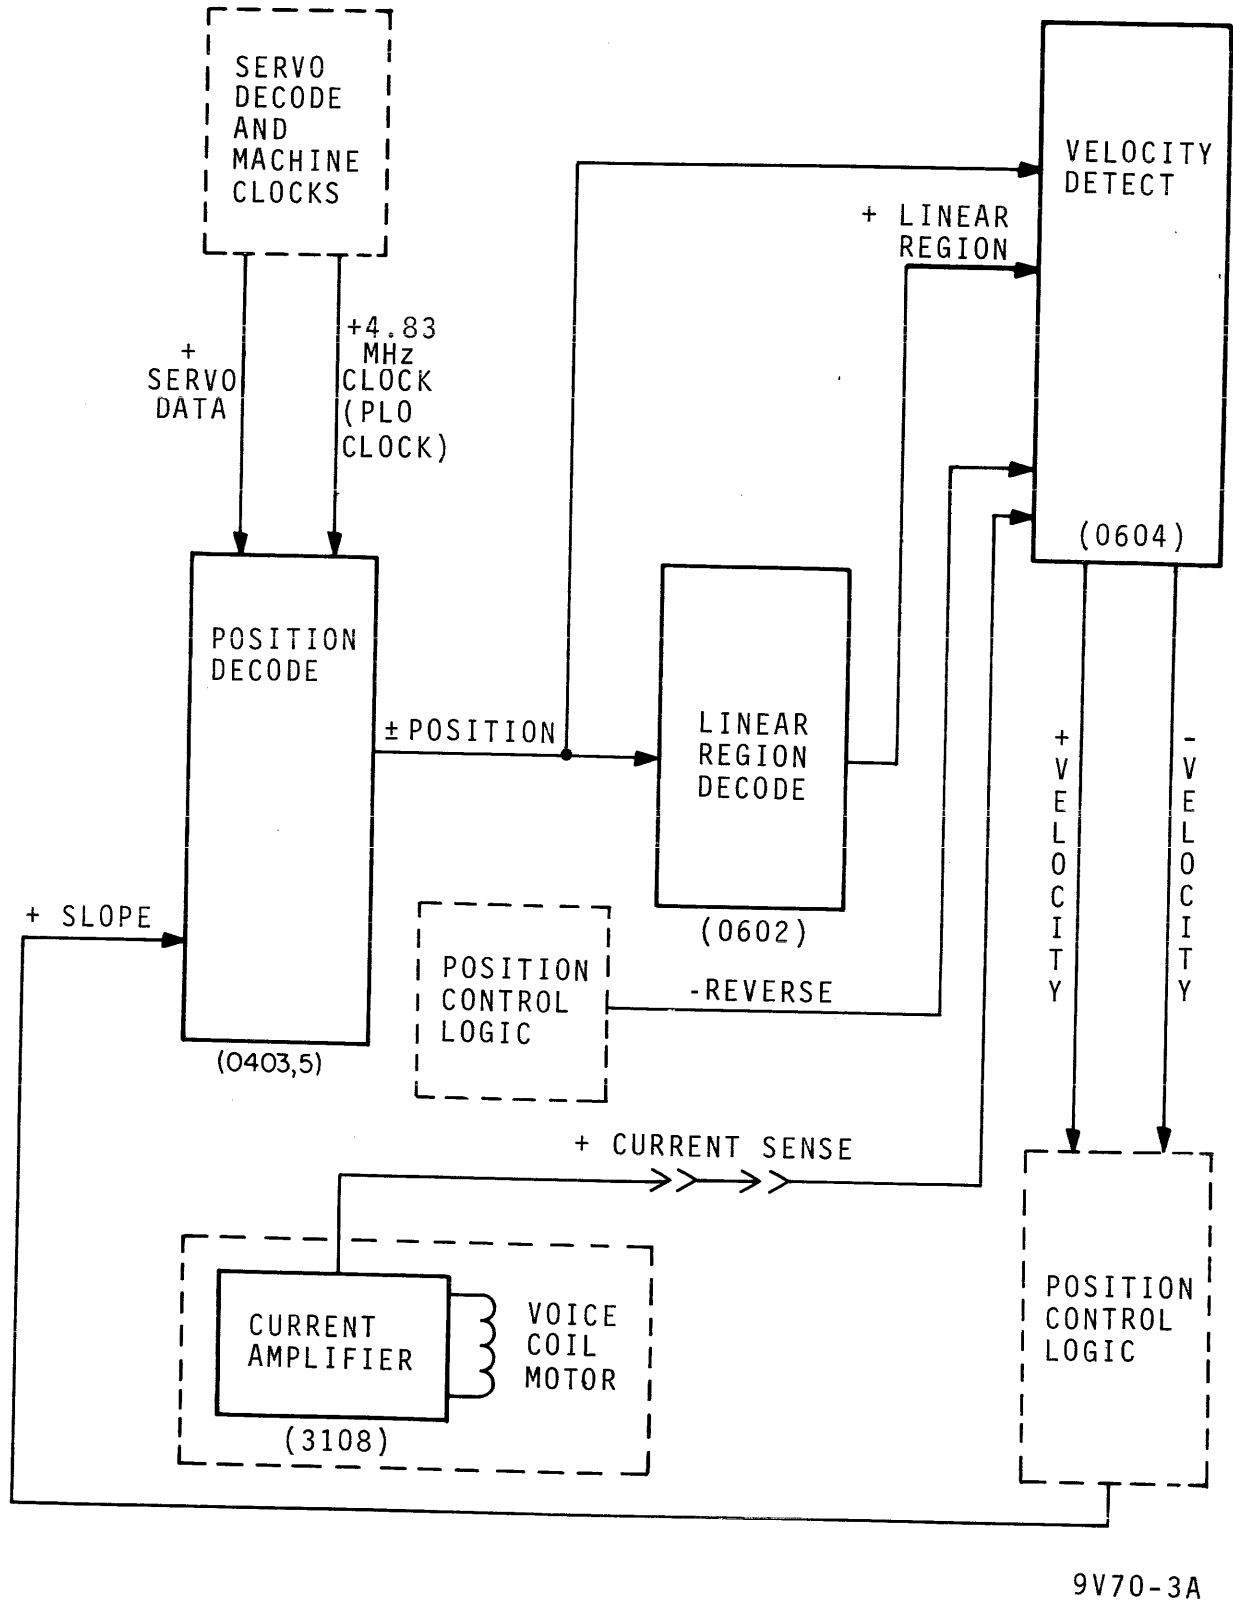 SERVO
DECODE
AND
MACHINE
CLOCKS
VELOCITY
DETECT
+ LINEAR
REGION
+
SERVO
DATA
+4.83
MHz
CLOCK
(PLO
CLOCK)
(0604)
POSITION
DECODE
±POSITION
LINEAR
REGION
DECODE
+VELOCITY
-VELOCITY
+ SLOPE
(0602)
POSITION
CONTROL
LOGIC
-REVERSE
(0403,5)
+ CURRENT SENSE
CURRENT
AMPLIFIER
VOICE
COIL
MOTOR
(3108)
POSITION
CONTROL
LOGIC
9V70-3A